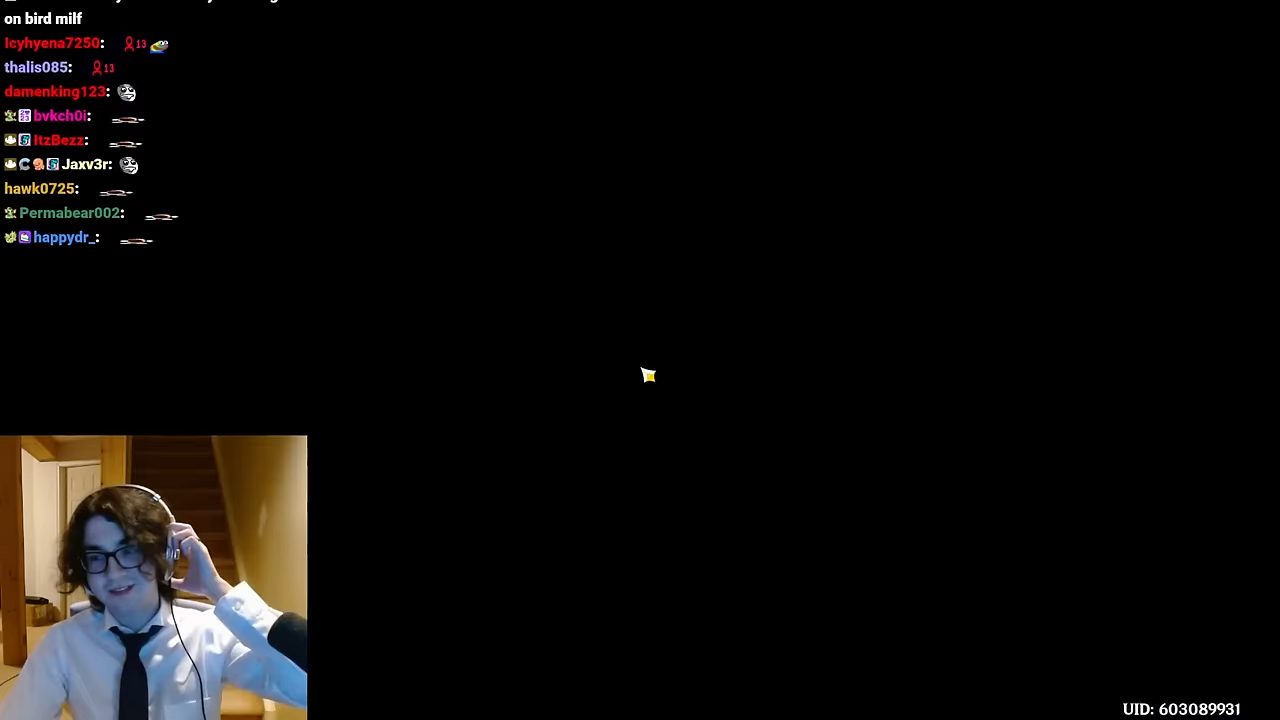 on bird milf
Icyhyena7250: 13
thalis085: 13
damenking123:
bvkch0i:
ItzBezz:
Jaxv3r:
hawk0725:
Permabear002:
happydr_:
UID: 603089931